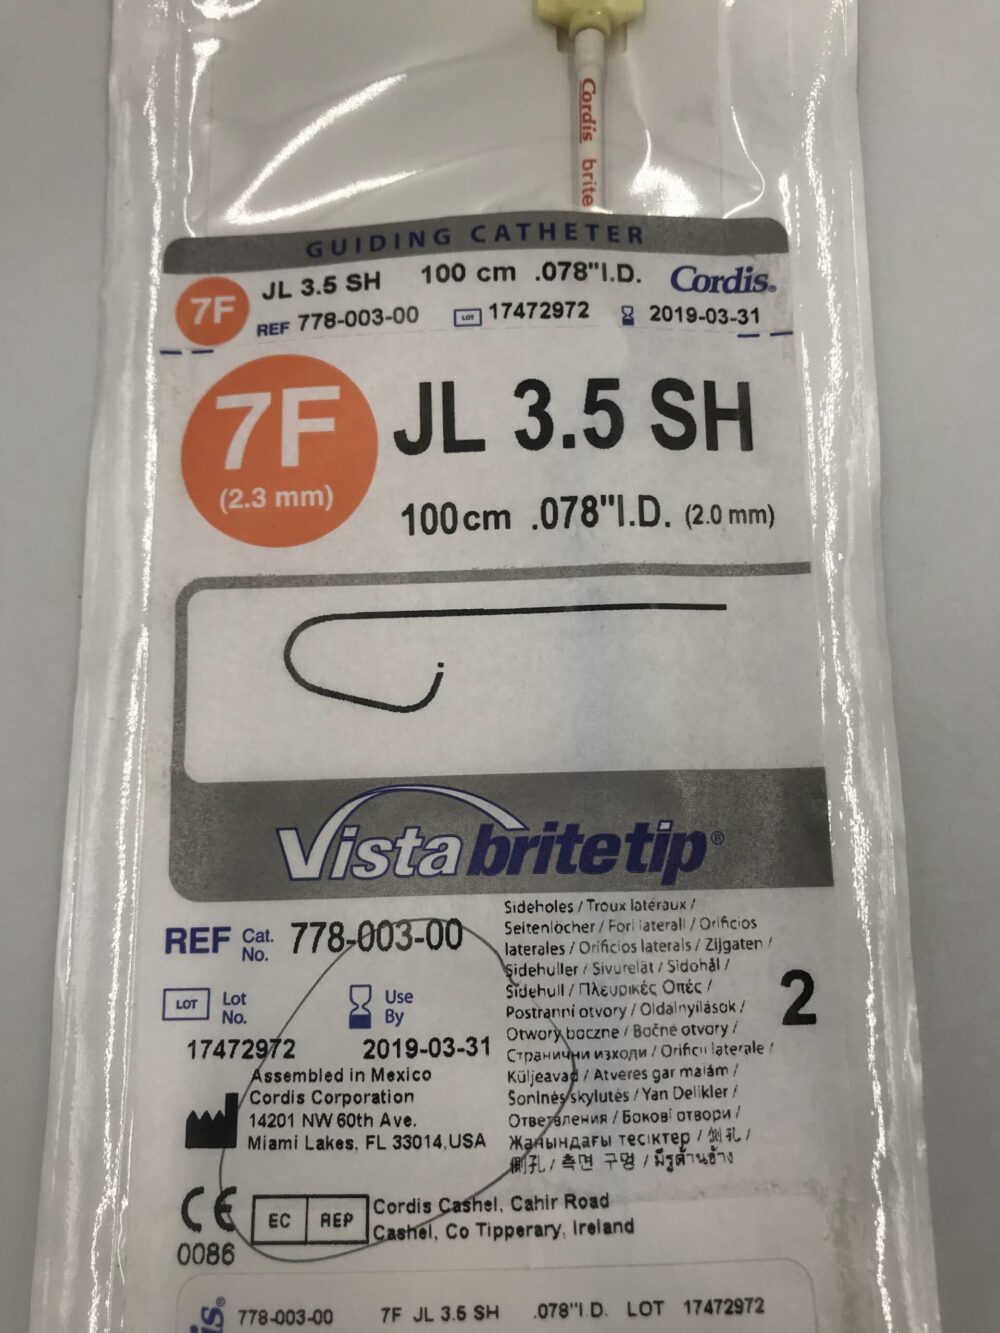 Cordis brite
GUIDING CATHETER
7F JL 3.5 SH 100 cm .078"I.D. Cordis®
REF 778-003-00 LOT 17472972 2019-03-31
7F JL 3.5 SH
(2.3 mm) 100cm .078"I.D. (2.0 mm)
Vista britetip®
REF Cat. No. 778-003-00
LOT Lot No. Use By
17472972 2019-03-31
Assembled in Mexico
Cordis Corporation
14201 NW 60th Ave.
Miami Lakes, FL 33014,USA
Sideholes / Troux latéraux /
Seitenlöcher / Fori laterali / Orificios
laterales / Orifícios laterais / Zijgaten /
Sidehuller / Sivureiät / Sidohål /
Sidehull / Πλευρικές Οπές /
Postranní otvory / Oldalnyílások /
Otwory boczne / Bočné otvory /
Странични изходи / Orificii laterale /
Küljeavad / Atveres gar malām /
Šoninės skylutės / Yan Delikler /
Ответвления / Бокові отвори /
Жанындағы тесіктер / 侧孔 /
側孔 / 측면 구멍 / มีรูด้านข้าง
2
CE
0086
EC REP
Cordis Cashel, Cahir Road
Cashel, Co Tipperary, Ireland
778-003-00 7F JL 3.5 SH .078"I.D. LOT 17472972